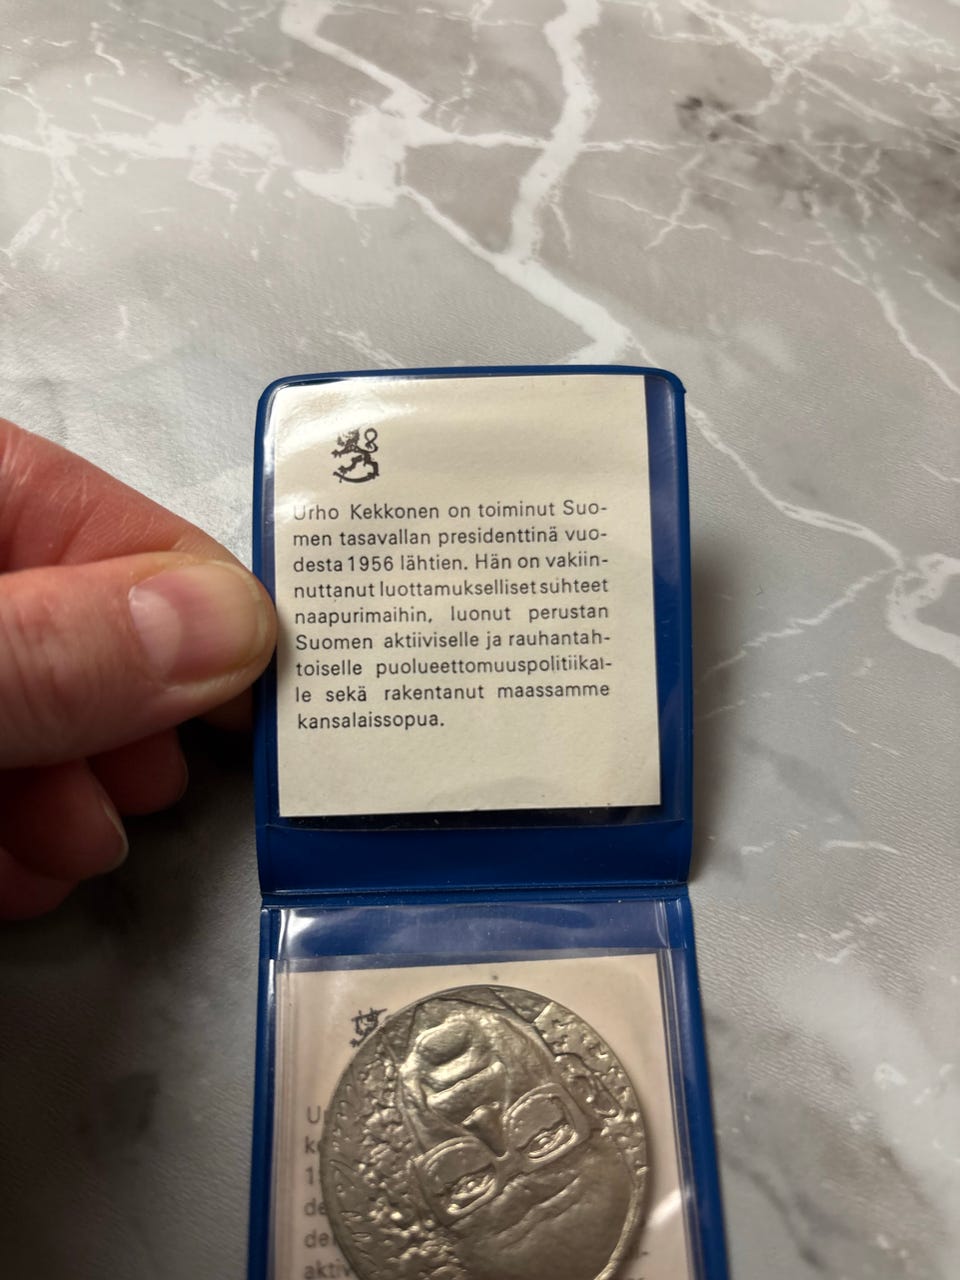 Urho Kekkonen on toiminut Suo-
men tasavallan presidenttinä vuo-
desta 1956 lähtien. Hän on vakiin-
nuttanut luottamukselliset suhteet
naapurimaihin, luonut perustan
Suomen aktiiviselle ja rauhantah-
toiselle puolueettomuuspolitiikal-
le sekä rakentanut maassamme
kansalaissopua.